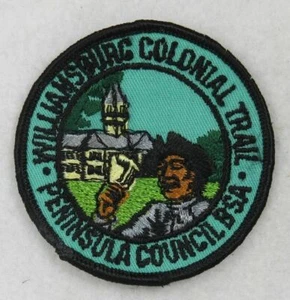 WILLIAMSBURG COLONIAL TRAIL
• PENINSULA COUNCIL BSA •